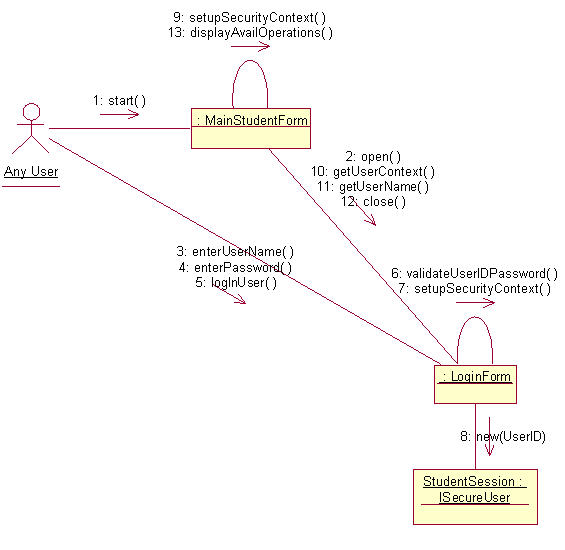 9: setupSecurityContext( )
13: displayAvailOperations( )
1: start( )
: MainStudentForm
Any User
2: open( )
10: getUserContext( )
11: getUserName( )
12: close( )
3: enterUserName( )
4: enterPassword( )
5: logInUser( )
6: validateUserIDPassword( )
7: setupSecurityContext( )
: LoginForm
8: new(UserID)
StudentSession :
ISecureUser